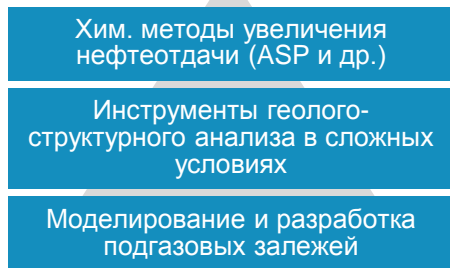 Хим. методы увеличения
нефтеотдачи (ASP и др.)
Инструменты геолого-
структурного анализа в сложных
условиях
Моделирование и разработка
подгазовых залежей